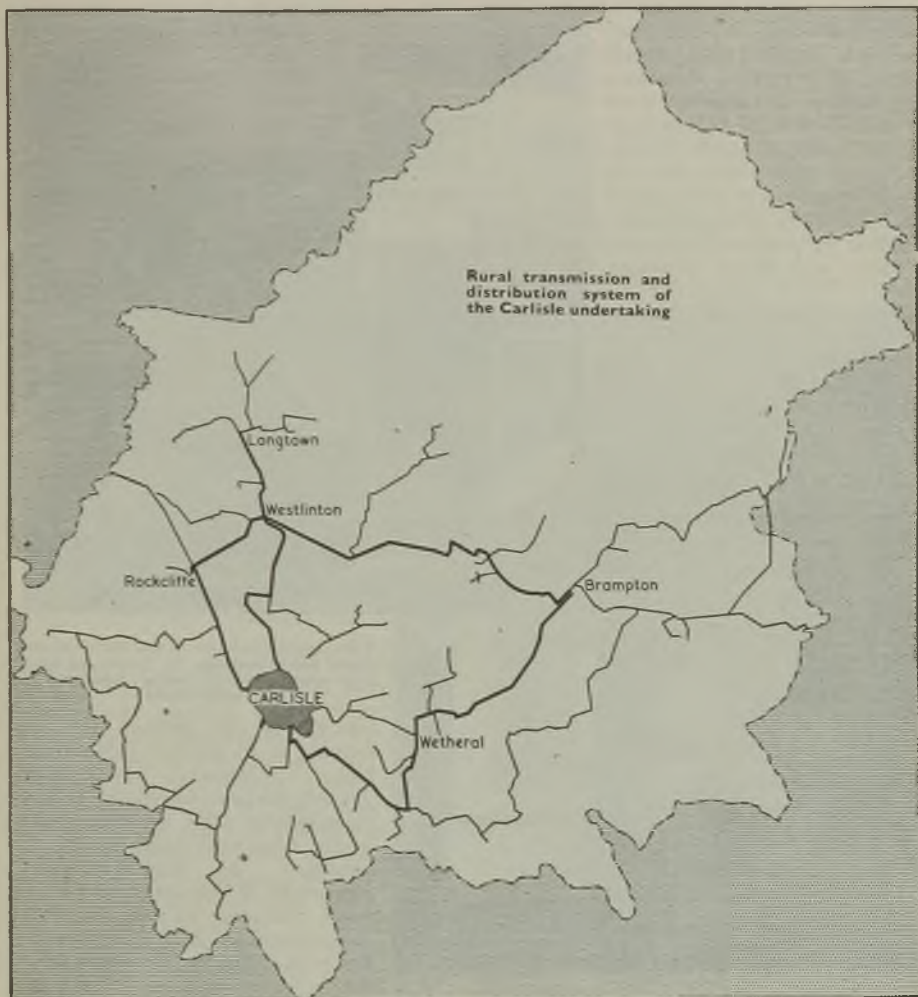 Rural transmission and
distribution system of
the Carlisle undertaking
Longtown
Westlinton
Rockcliffe
Brampton
CARLISLE
Wetheral